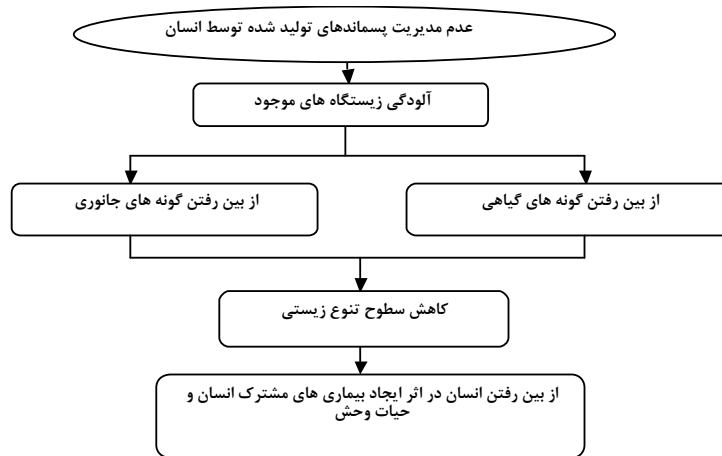 عدم مدیریت پسماندهای تولید شده توسط انسان
آلودگی زیستگاه های موجود
از بین رفتن گونه های گیاهی
از بین رفتن گونه های جانوری
کاهش سطوح تنوع زیستی
از بین رفتن انسان در اثر ایجاد بیماری های مشترک انسان و
حیات وحش